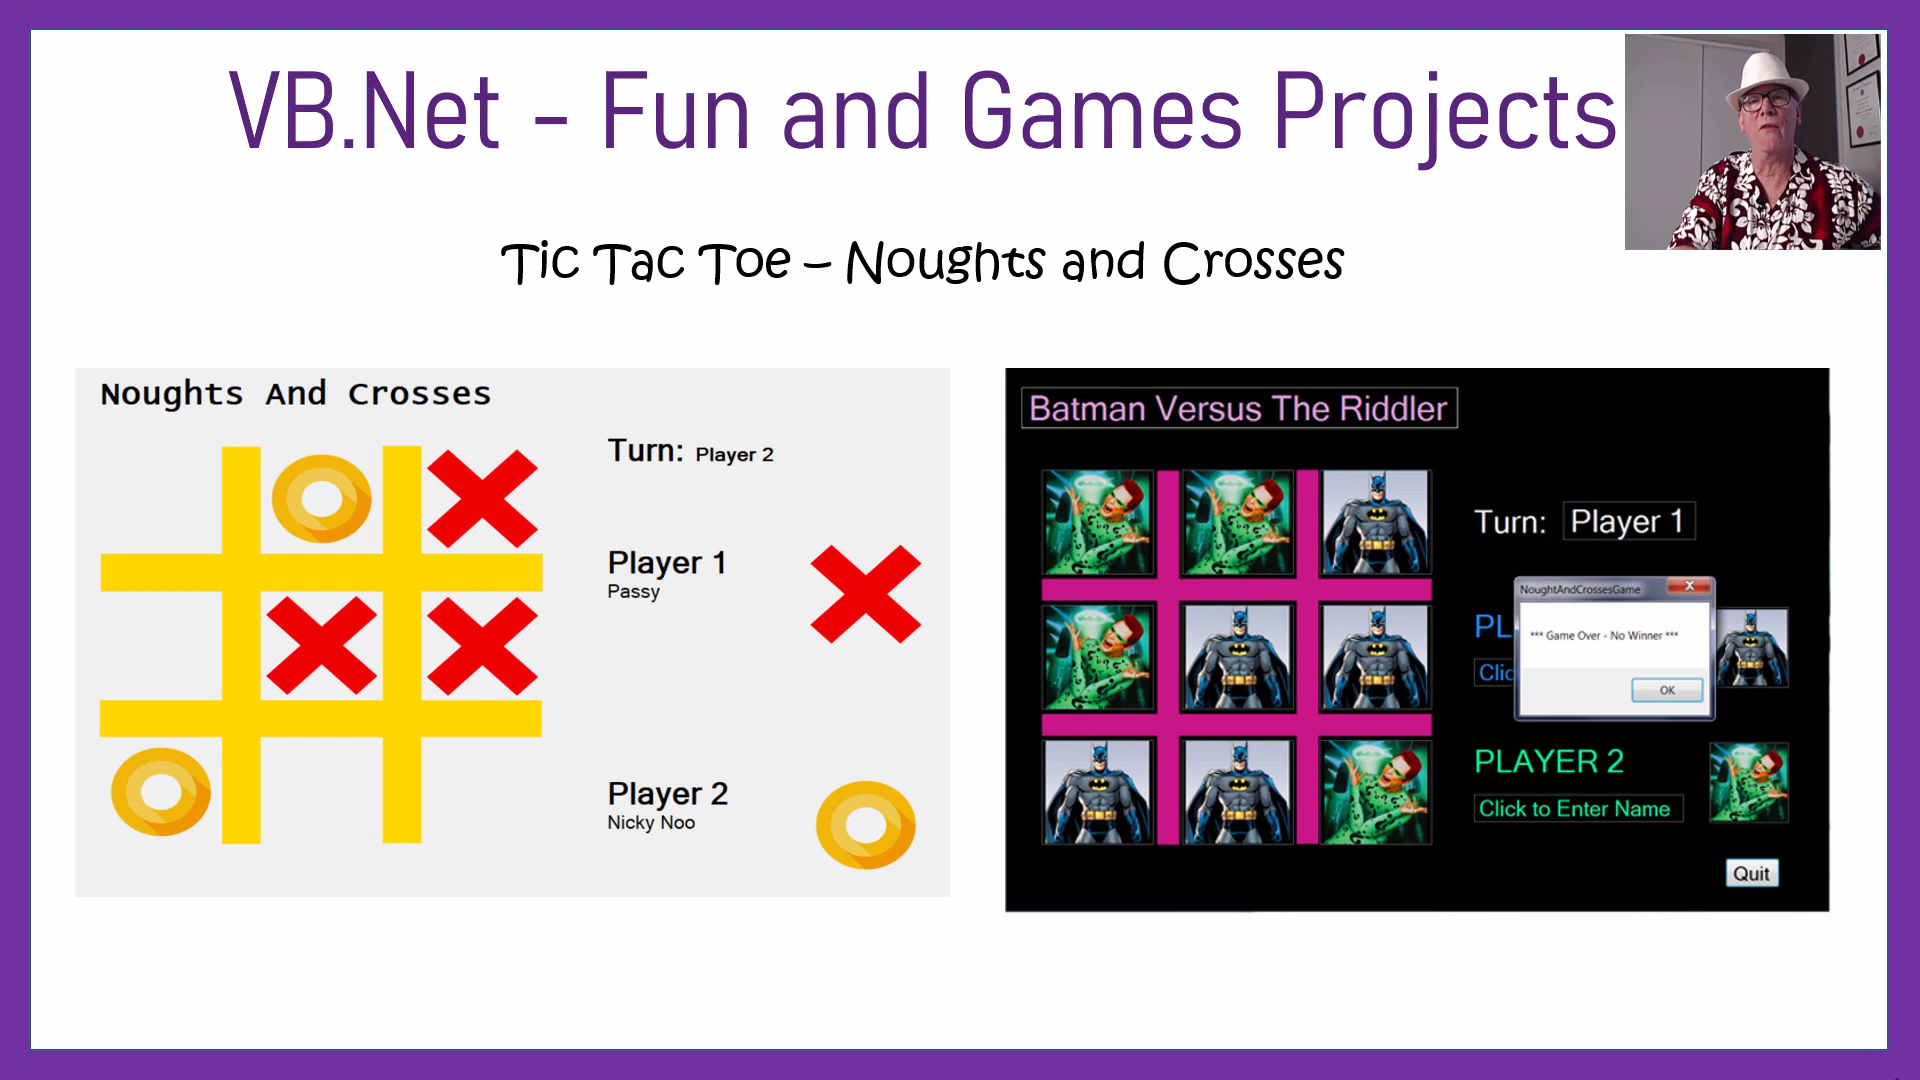 VB.Net - Fun and Games Projects
Tic Tac Toe – Noughts and Crosses
Noughts And Crosses
Turn: Player 2
Player 1
Passy
Player 2
Nicky Noo
Batman Versus The Riddler
Turn: Player 1
NoughtAndCrossesGame
*** Game Over - No Winner ***
OK
PL
Clic
PLAYER 2
Click to Enter Name
Quit